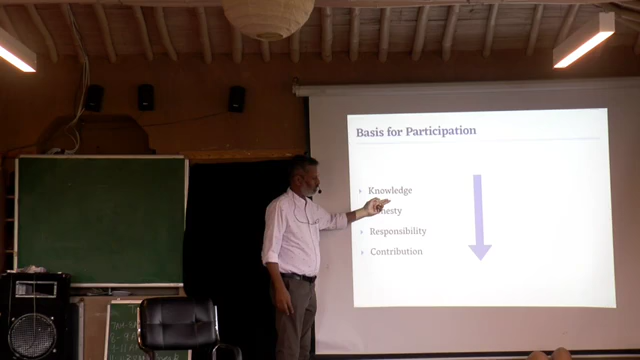 Basis for Participation
Knowledge
Responsibility
Contribution